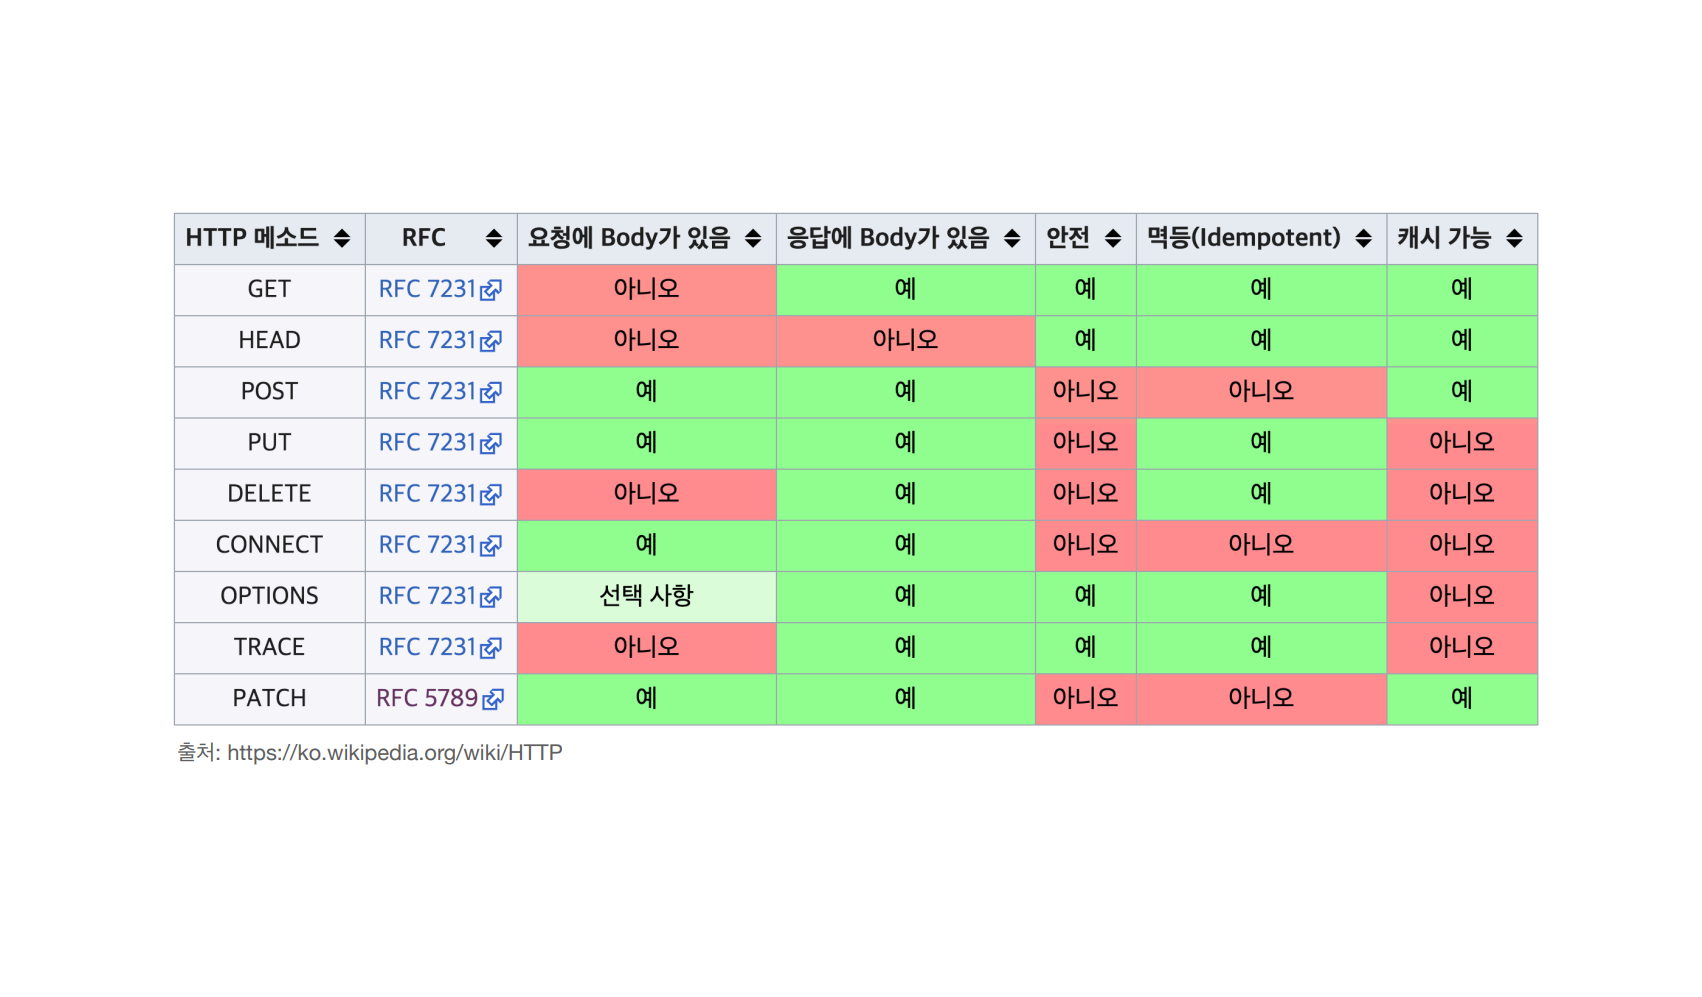 HTTP 메소드 RFC 요청에 Body가 있음 응답에 Body가 있음 안전 멱등(Idempotent) 캐시 가능
GET RFC 7231 아니오 예 예 예 예
HEAD RFC 7231 아니오 아니오 예 예 예
POST RFC 7231 예 예 아니오 아니오 예
PUT RFC 7231 예 예 아니오 예 아니오
DELETE RFC 7231 아니오 예 아니오 예 아니오
CONNECT RFC 7231 예 예 아니오 아니오 아니오
OPTIONS RFC 7231 선택 사항 예 예 예 아니오
TRACE RFC 7231 아니오 예 예 예 아니오
PATCH RFC 5789 예 예 아니오 아니오 예
출처: https://ko.wikipedia.org/wiki/HTTP